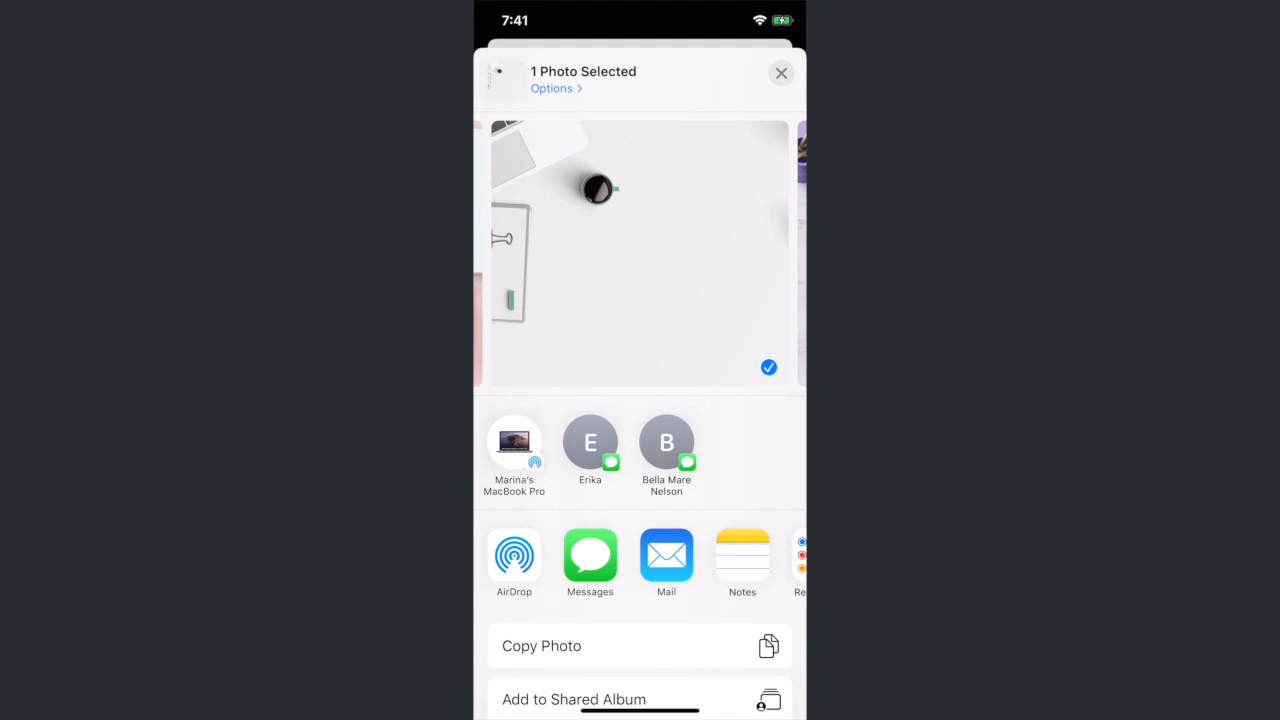 7:41
1 Photo Selected
Options
Marina's
MacBook Pro
E
Erika
B
Bella Mare
Nelson
AirDrop
Messages
Mail
Notes
Re
Copy Photo
Add to Shared Album